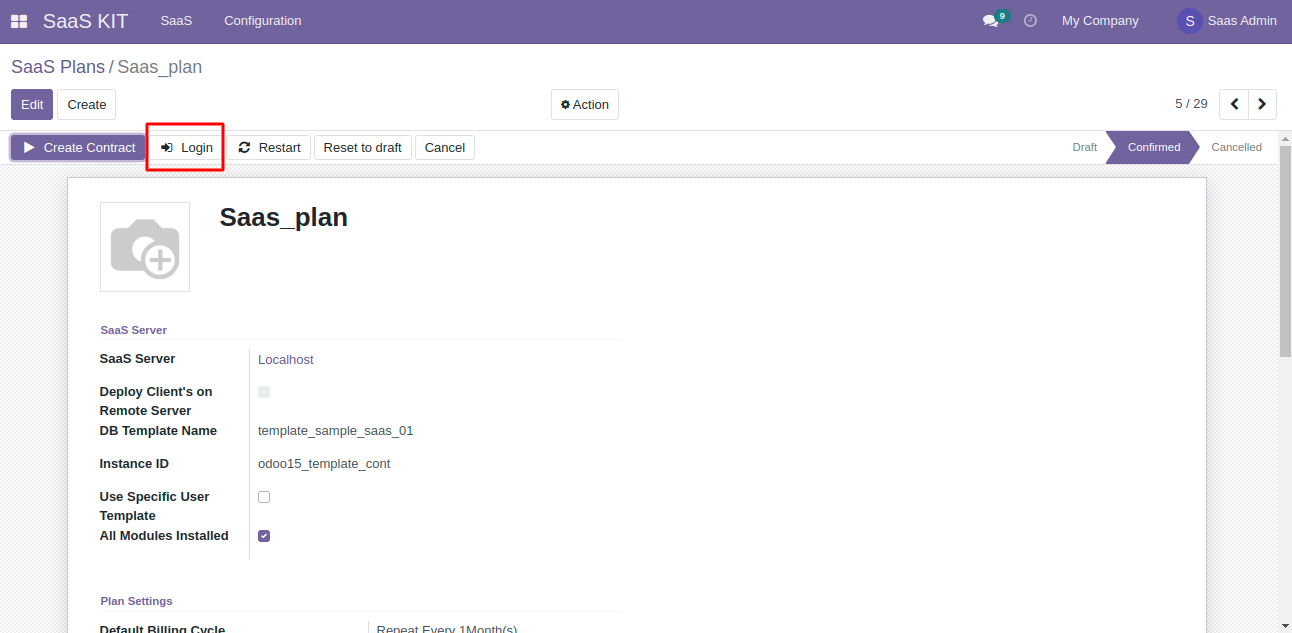 SaaS KIT SaaS Configuration 9 My Company S Saas Admin
SaaS Plans / Saas_plan
Edit Create Action 5 / 29
Create Contract Login Restart Reset to draft Cancel Draft Confirmed Cancelled
Saas_plan
SaaS Server
SaaS Server Localhost
Deploy Client's on
Remote Server
DB Template Name template_sample_saas_01
Instance ID odoo15_template_cont
Use Specific User
Template
All Modules Installed
Plan Settings
Default Billing Cycle Repeat Every 1Month(s)